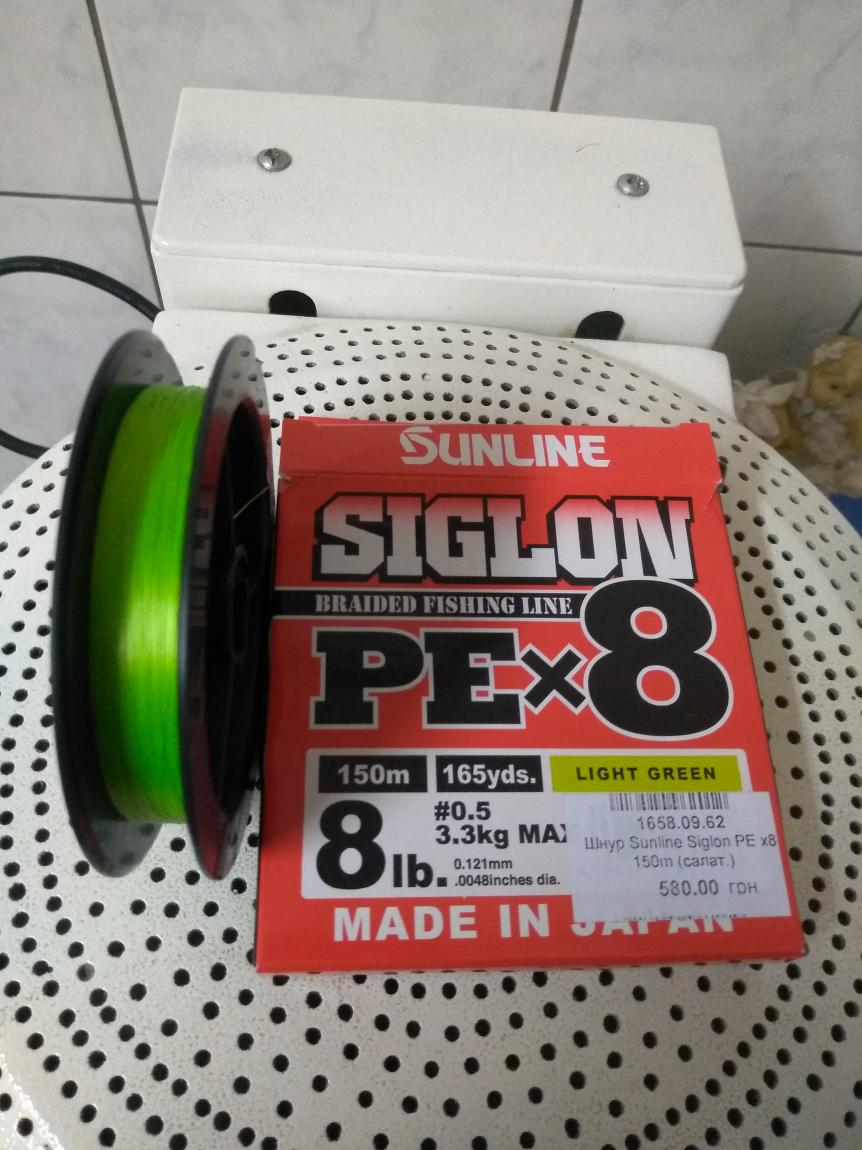 SUNLINE
SIGLON
BRAIDED FISHING LINE
PE×8
150m 165yds. LIGHT GREEN
8lb.
#0.5
3.3kg MAX
0.121mm
.0048inches dia.
1658.09.62
Шнур Sunline Siglon PE x8
150m (салат.)
580.00 грн
MADE IN JAPAN